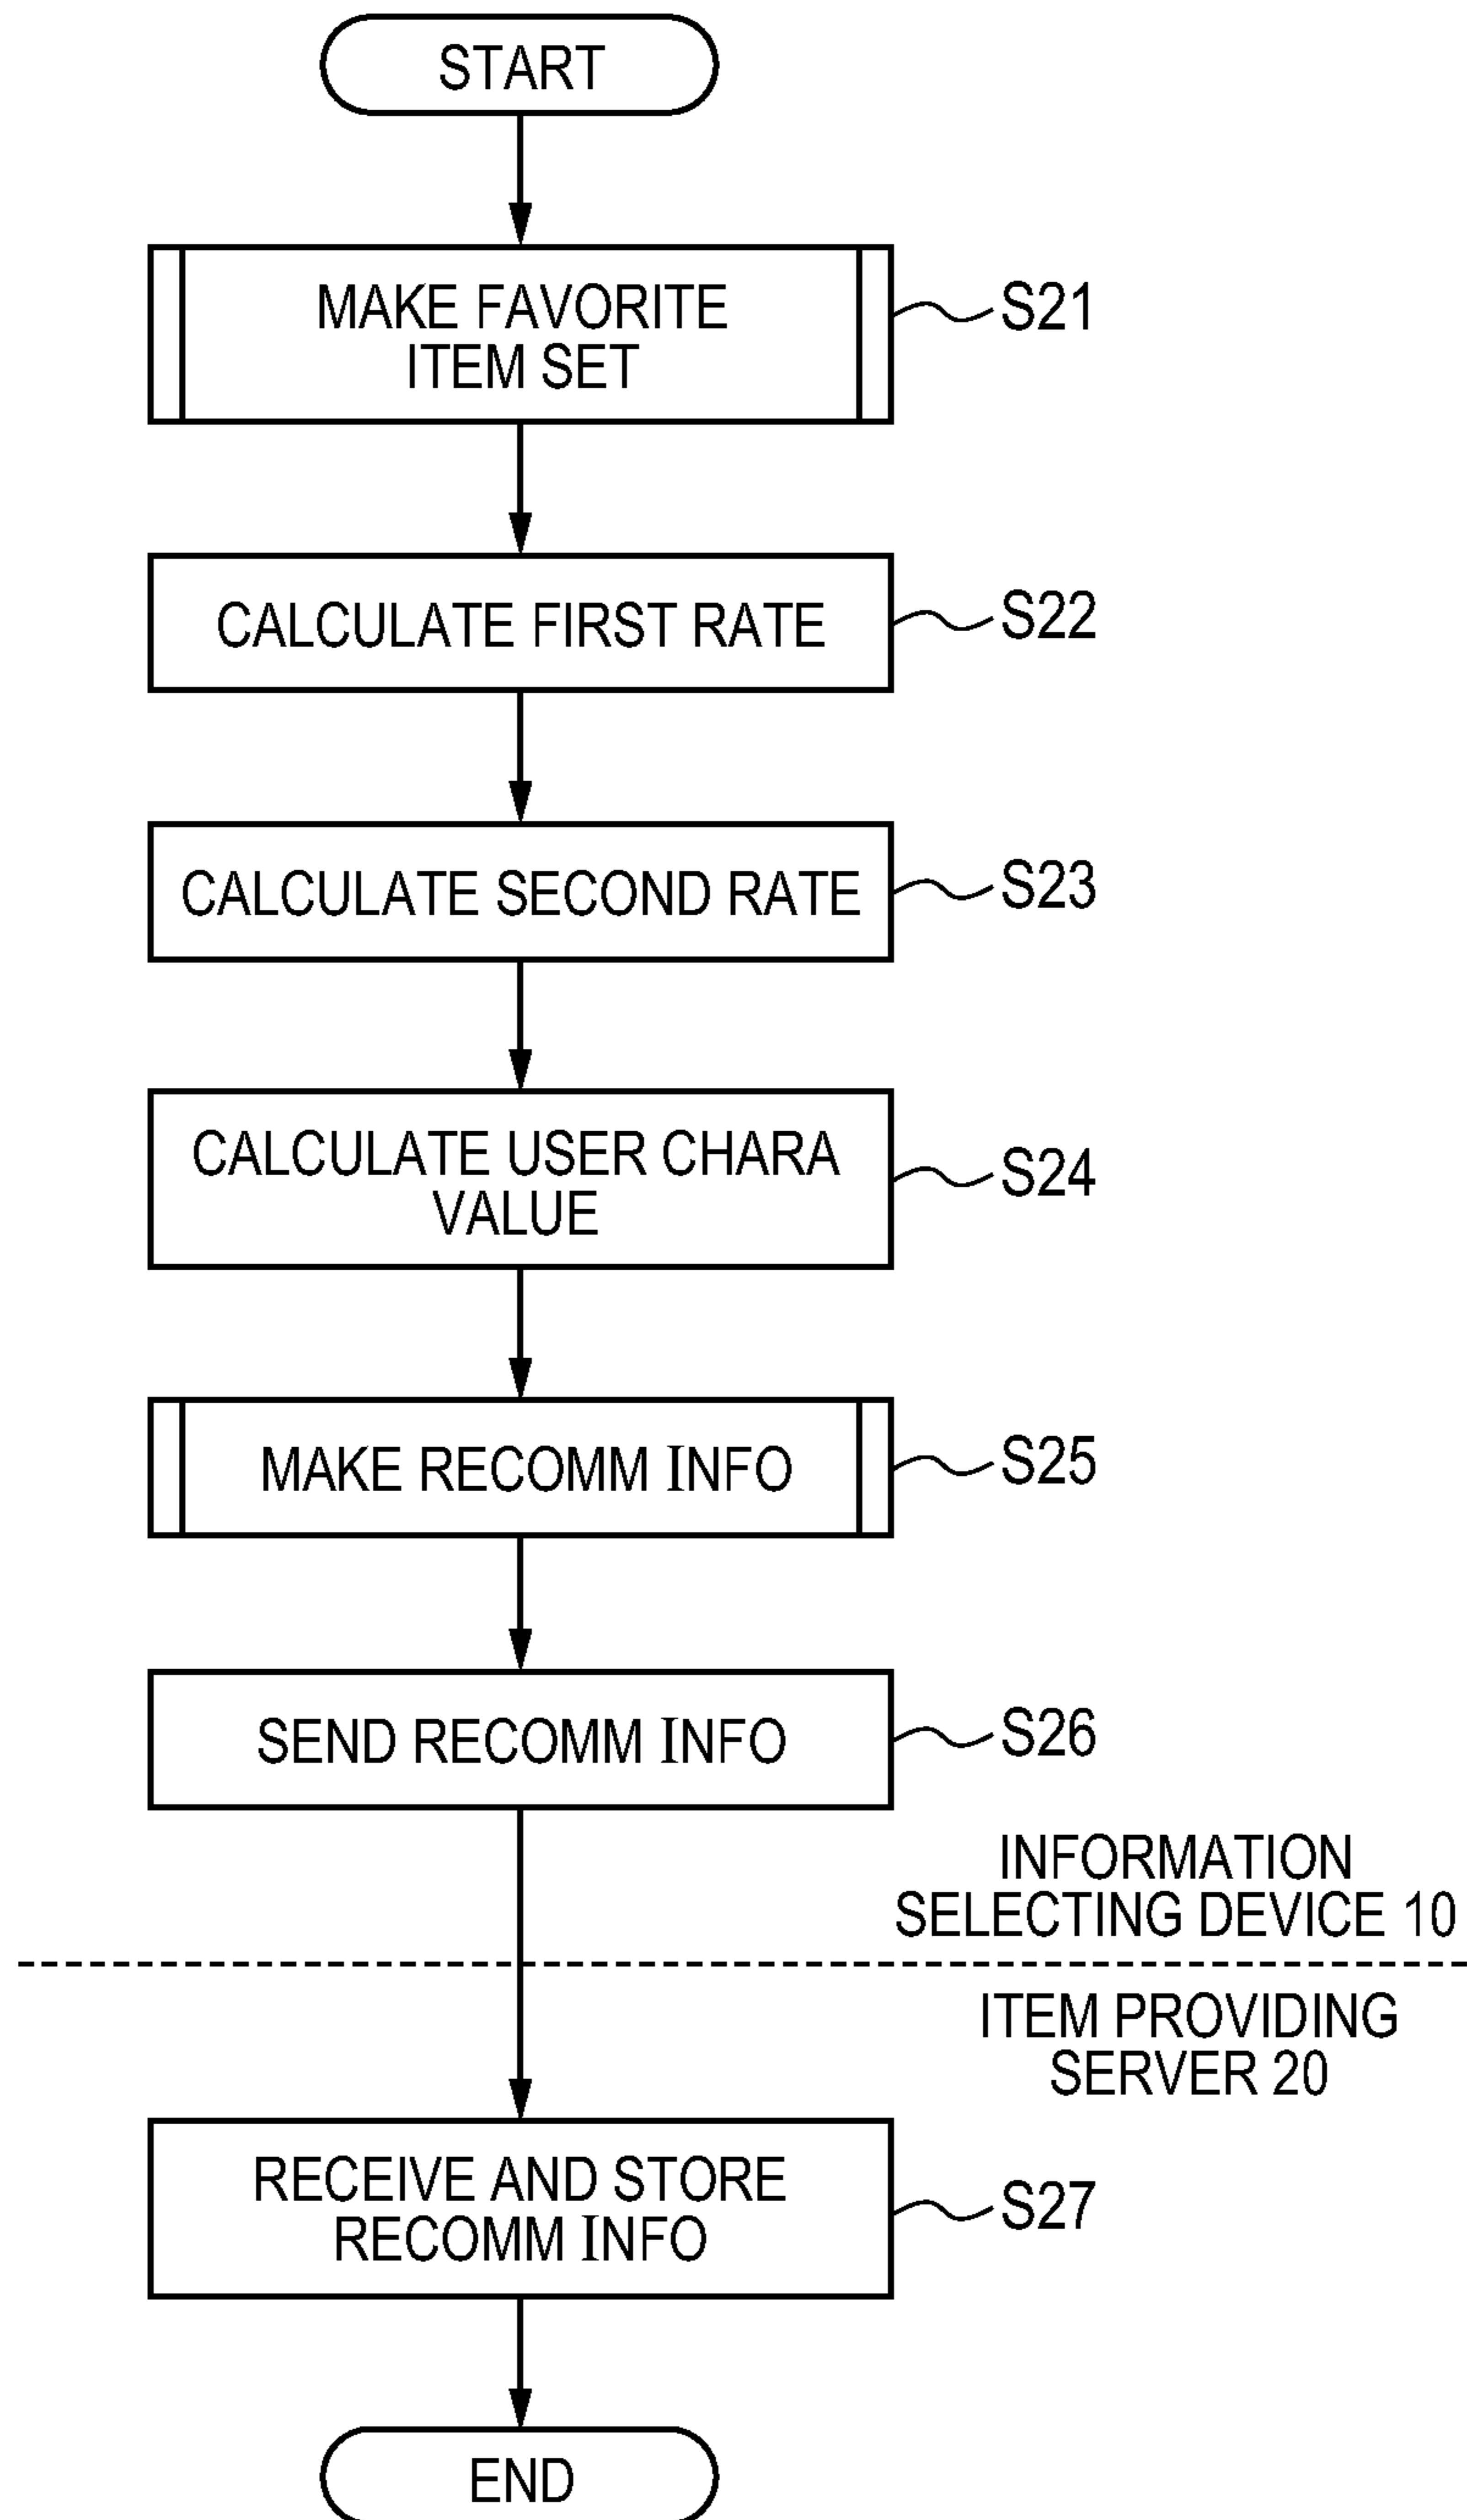 START
MAKE FAVORITE
ITEM SET
S21
CALCULATE FIRST RATE
S22
CALCULATE SECOND RATE
S23
CALCULATE USER CHARA
VALUE
S24
MAKE RECOMM INFO
S25
SEND RECOMM INFO
S26
INFORMATION
SELECTING DEVICE 10
ITEM PROVIDING
SERVER 20
RECEIVE AND STORE
RECOMM INFO
S27
END